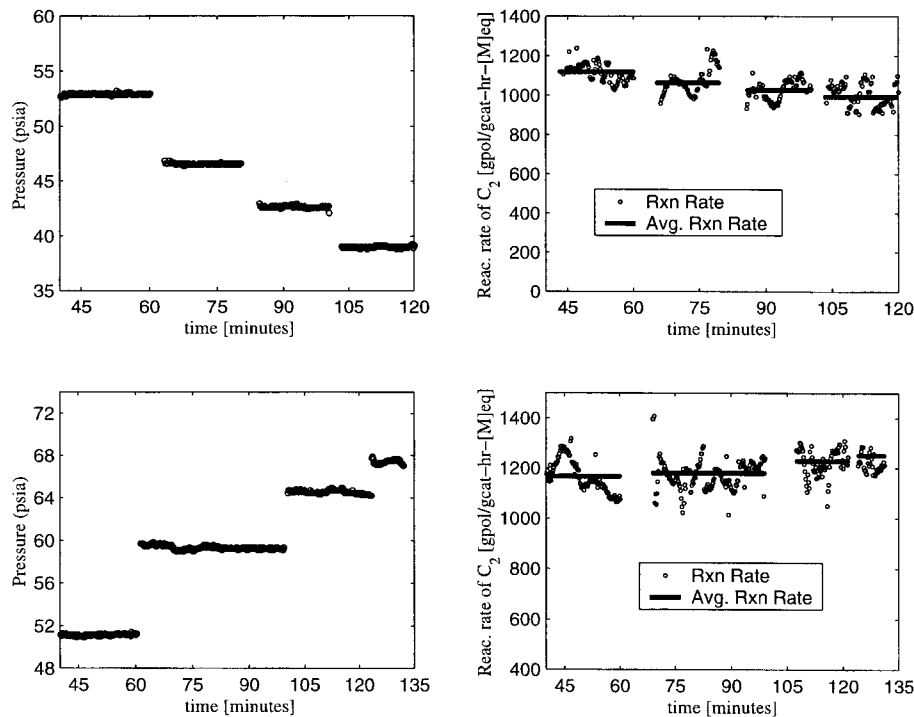 60
55
50
45
40
35
Pressure (psia)
45 60 75 90 105 120
time [minutes]
1400
1200
1000
800
600
400
200
0
Reac. rate of C2 [gpol/gcat-hr-[M]eq]
Rxn Rate
Avg. Rxn Rate
45 60 75 90 105 120
time [minutes]
72
68
64
60
56
52
48
Pressure (psia)
45 60 75 90 105 120 135
time [minutes]
1400
1200
1000
800
600
400
Reac. rate of C2 [gpol/gcat-hr-[M]eq]
Rxn Rate
Avg. Rxn Rate
45 60 75 90 105 120 135
time [minutes]